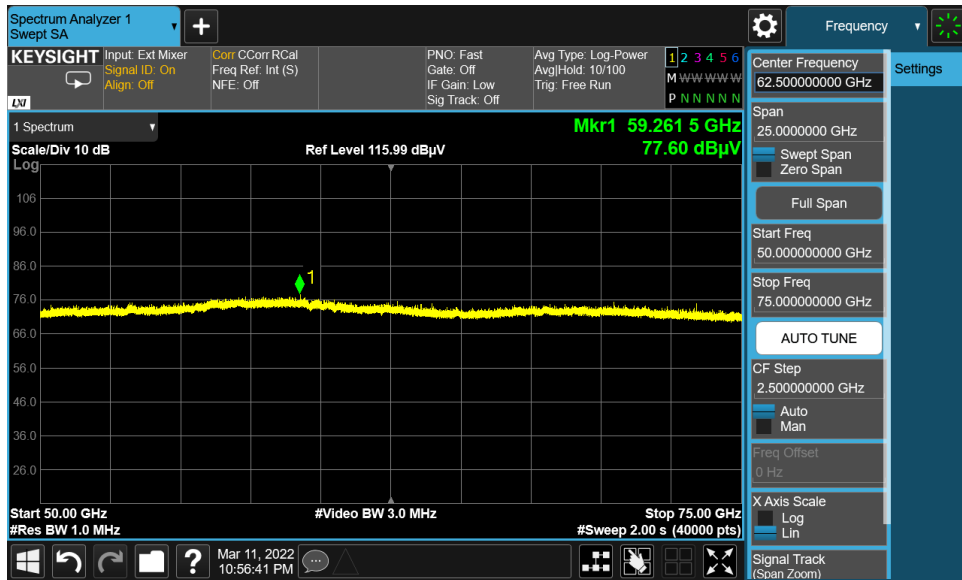 Spectrum Analyzer 1
Swept SA
+
Frequency
KEYSIGHT
LXI
Input: Ext Mixer
Signal ID: On
Align: Off
Corr CCorr RCal
Freq Ref: Int (S)
NFE: Off
PNO: Fast
Gate: Off
IF Gain: Low
Sig Track: Off
Avg Type: Log-Power
Avg|Hold: 10/100
Trig: Free Run
1 2 3 4 5 6
M W W W W W
P N N N N N
1 Spectrum
Scale/Div 10 dB
Log
Ref Level 115.99 dBµV
Mkr1 59.261 5 GHz
77.60 dBµV
106
96.0
86.0
76.0
66.0
56.0
46.0
36.0
26.0
1
Start 50.00 GHz
#Res BW 1.0 MHz
#Video BW 3.0 MHz
Stop 75.00 GHz
#Sweep 2.00 s (40000 pts)
?
Mar 11, 2022
10:56:41 PM
Center Frequency
62.500000000 GHz
Span
25.0000000 GHz
Swept Span
Zero Span
Full Span
Start Freq
50.000000000 GHz
Stop Freq
75.000000000 GHz
AUTO TUNE
CF Step
2.500000000 GHz
Auto
Man
Freq Offset
0 Hz
X Axis Scale
Log
Lin
Signal Track
(Span Zoom)
Settings